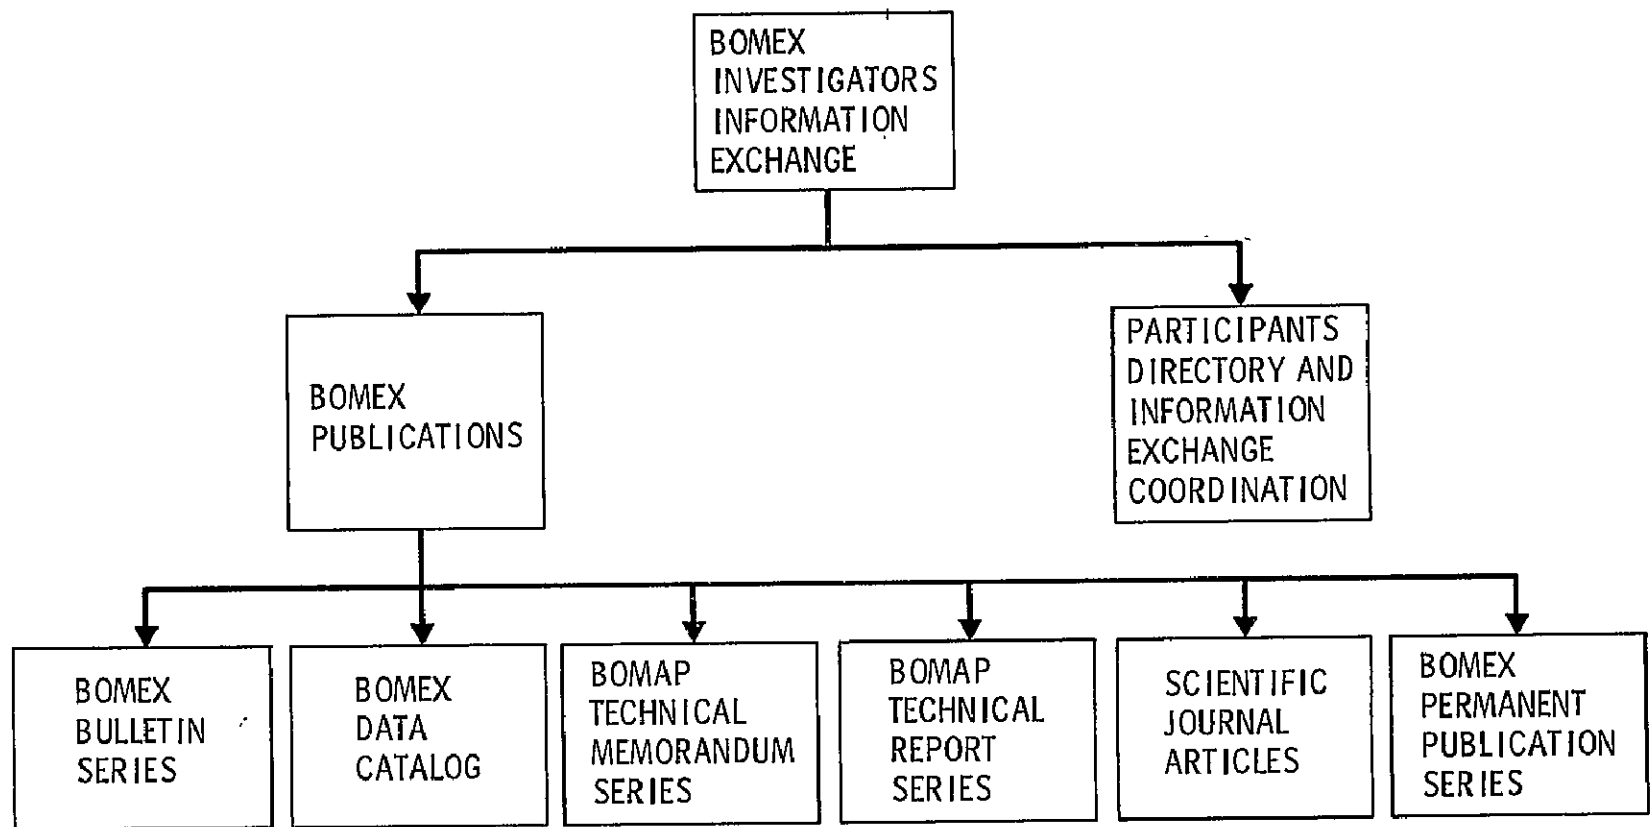 BOMEX
INVESTIGATORS
INFORMATION
EXCHANGE
BOMEX
PUBLICATIONS
PARTICIPANTS
DIRECTORY AND
INFORMATION
EXCHANGE
COORDINATION
BOMEX
BULLETIN
SERIES
BOMEX
DATA
CATALOG
BOMAP
TECHNICAL
MEMORANDUM
SERIES
BOMAP
TECHNICAL
REPORT
SERIES
SCIENTIFIC
JOURNAL
ARTICLES
BOMEX
PERMANENT
PUBLICATION
SERIES